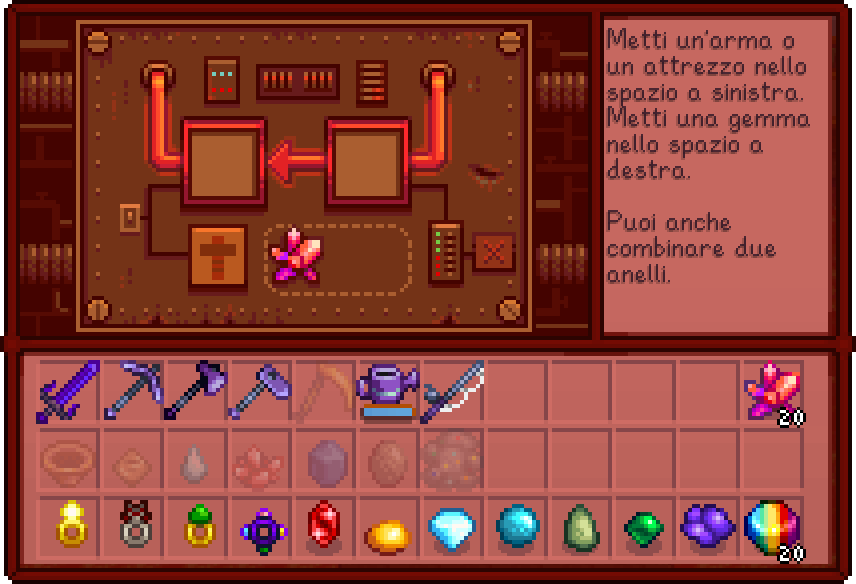 Metti un'arma o
un attrezzo nello
spazio a sinistra.
Metti una gemma
nello spazio a
destra.
Puoi anche
combinare due
anelli.
20
20